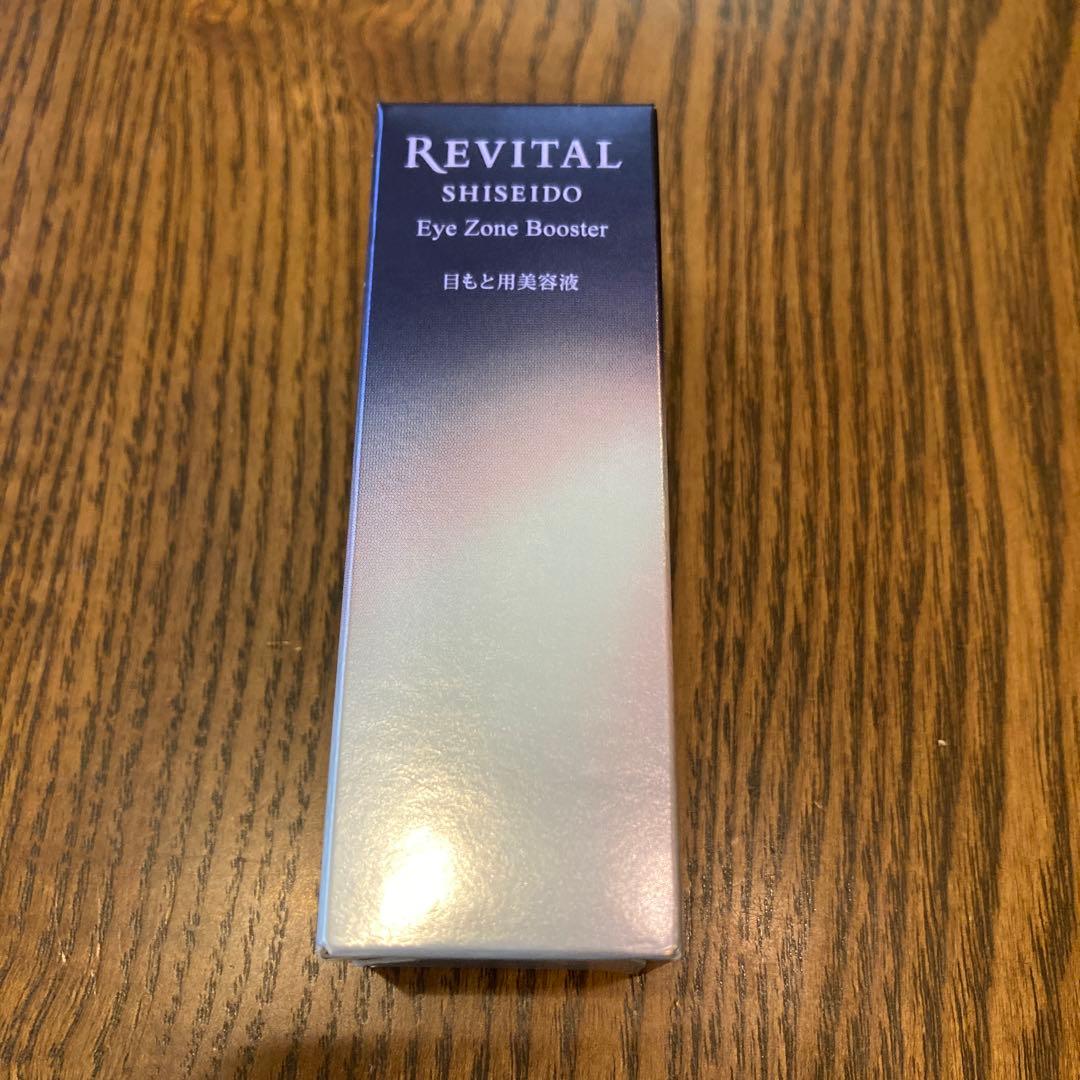 REVITAL
SHISEIDO
Eye Zone Booster
目もと用美容液